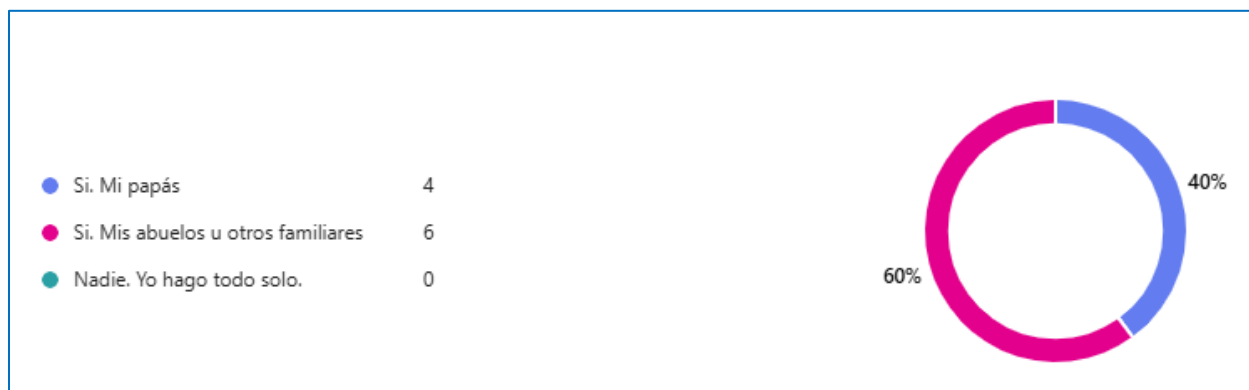 Si. Mi papás 4
Si. Mis abuelos u otros familiares 6
Nadie. Yo hago todo solo. 0
40%
60%